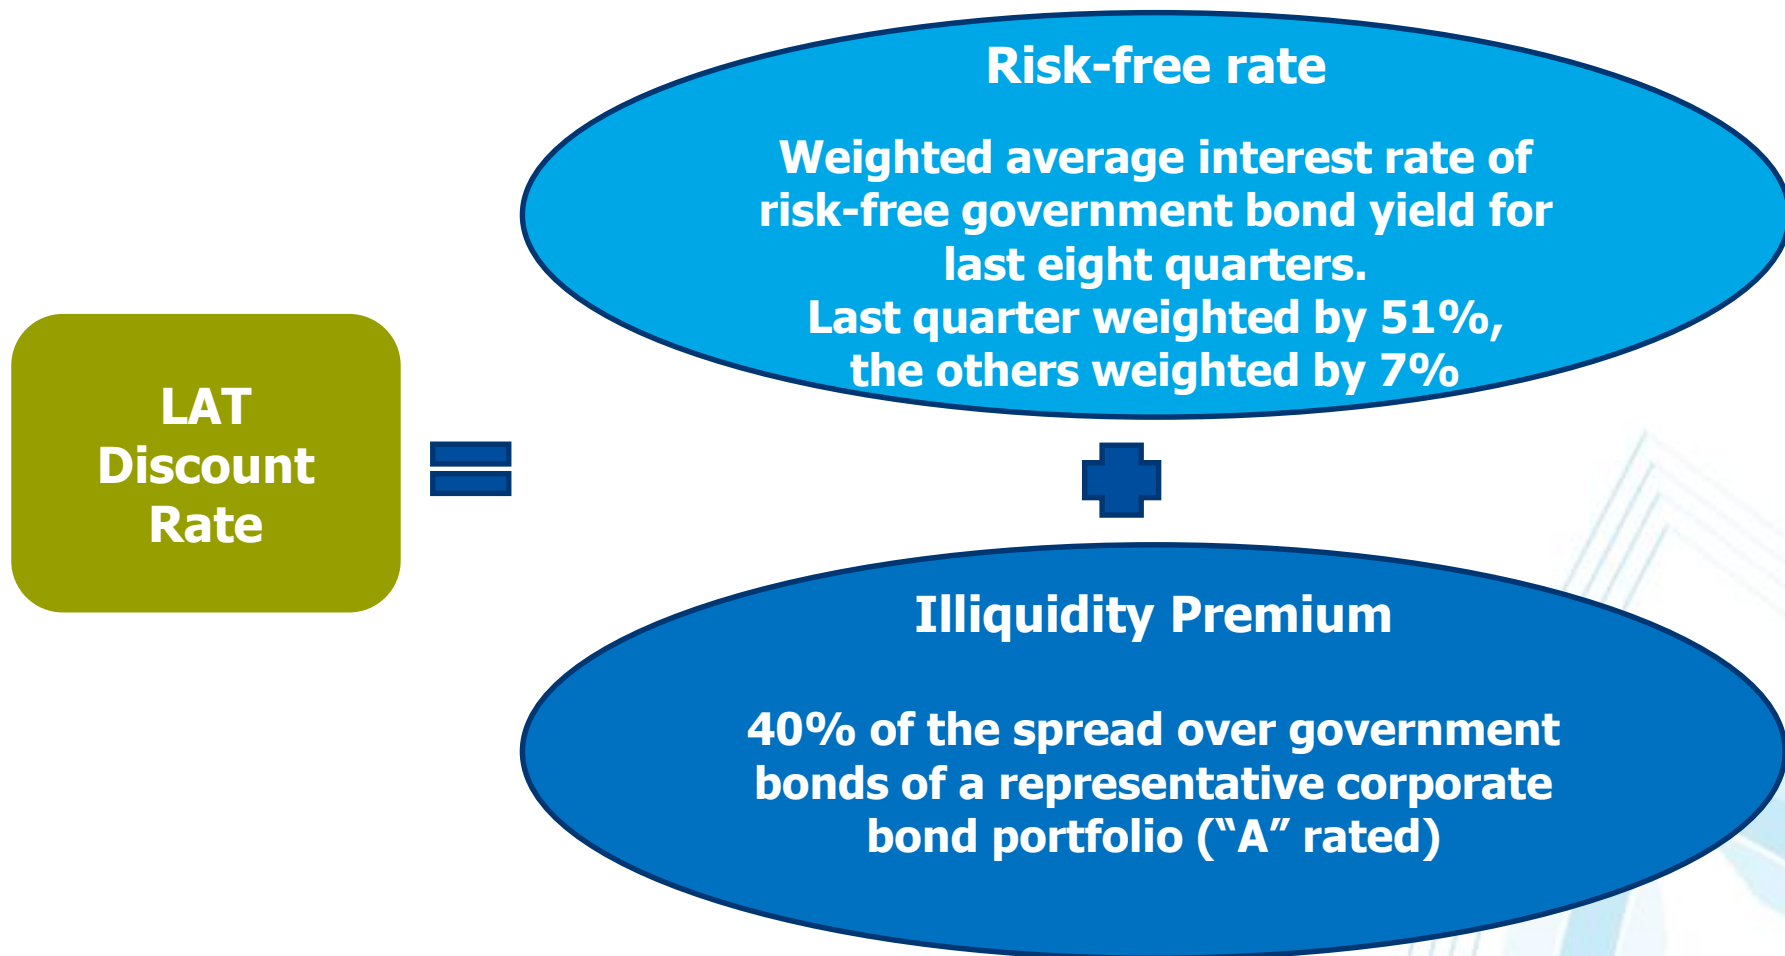 Risk-free rate
Weighted average interest rate of
risk-free government bond yield for
last eight quarters.
Last quarter weighted by 51%,
the others weighted by 7%
LAT
Discount
Rate
Illiquidity Premium
40% of the spread over government
bonds of a representative corporate
bond portfolio (“A” rated)